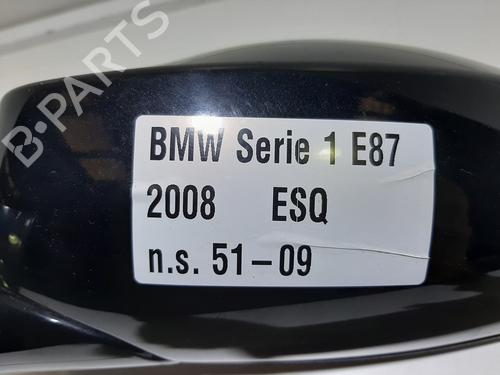 B-PARTS
BMW Serie 1 E87
2008 ESQ
n.s. 51-09